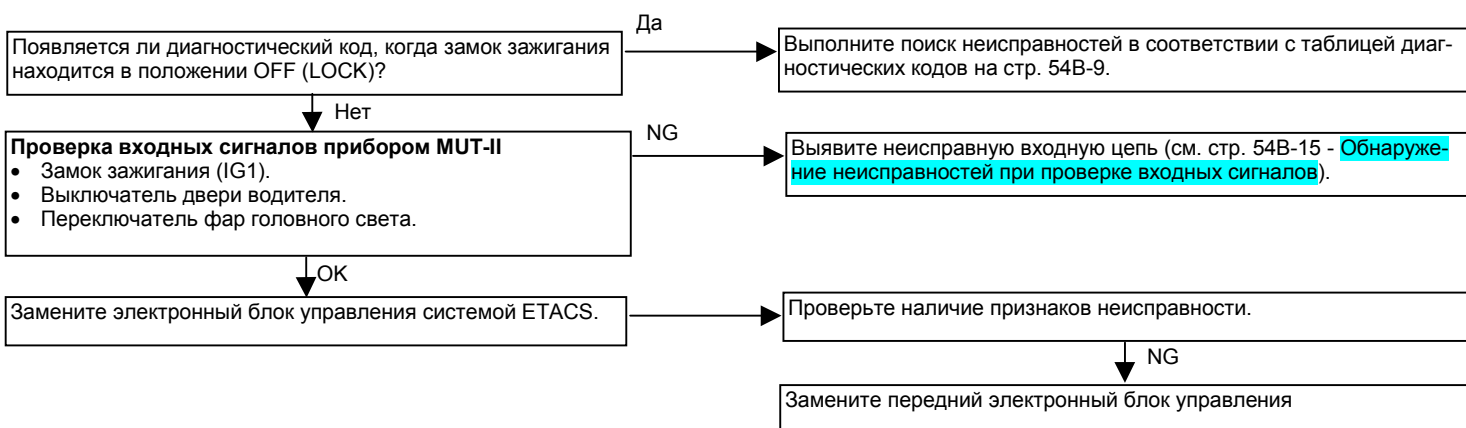 Да
Появляется ли диагностический код, когда замок зажигания
находится в положении OFF (LOCK)?
Выполните поиск неисправностей в соответствии с таблицей диаг-
ностических кодов на стр. 54B-9.
Нет
Проверка входных сигналов прибором MUT-II
• Замок зажигания (IG1).
• Выключатель двери водителя.
• Переключатель фар головного света.
NG
Выявите неисправную входную цепь (см. стр. 54B-15 - Обнаруже-
ние неисправностей при проверке входных сигналов).
OK
Замените электронный блок управления системой ETACS.
Проверьте наличие признаков неисправности.
NG
Замените передний электронный блок управления